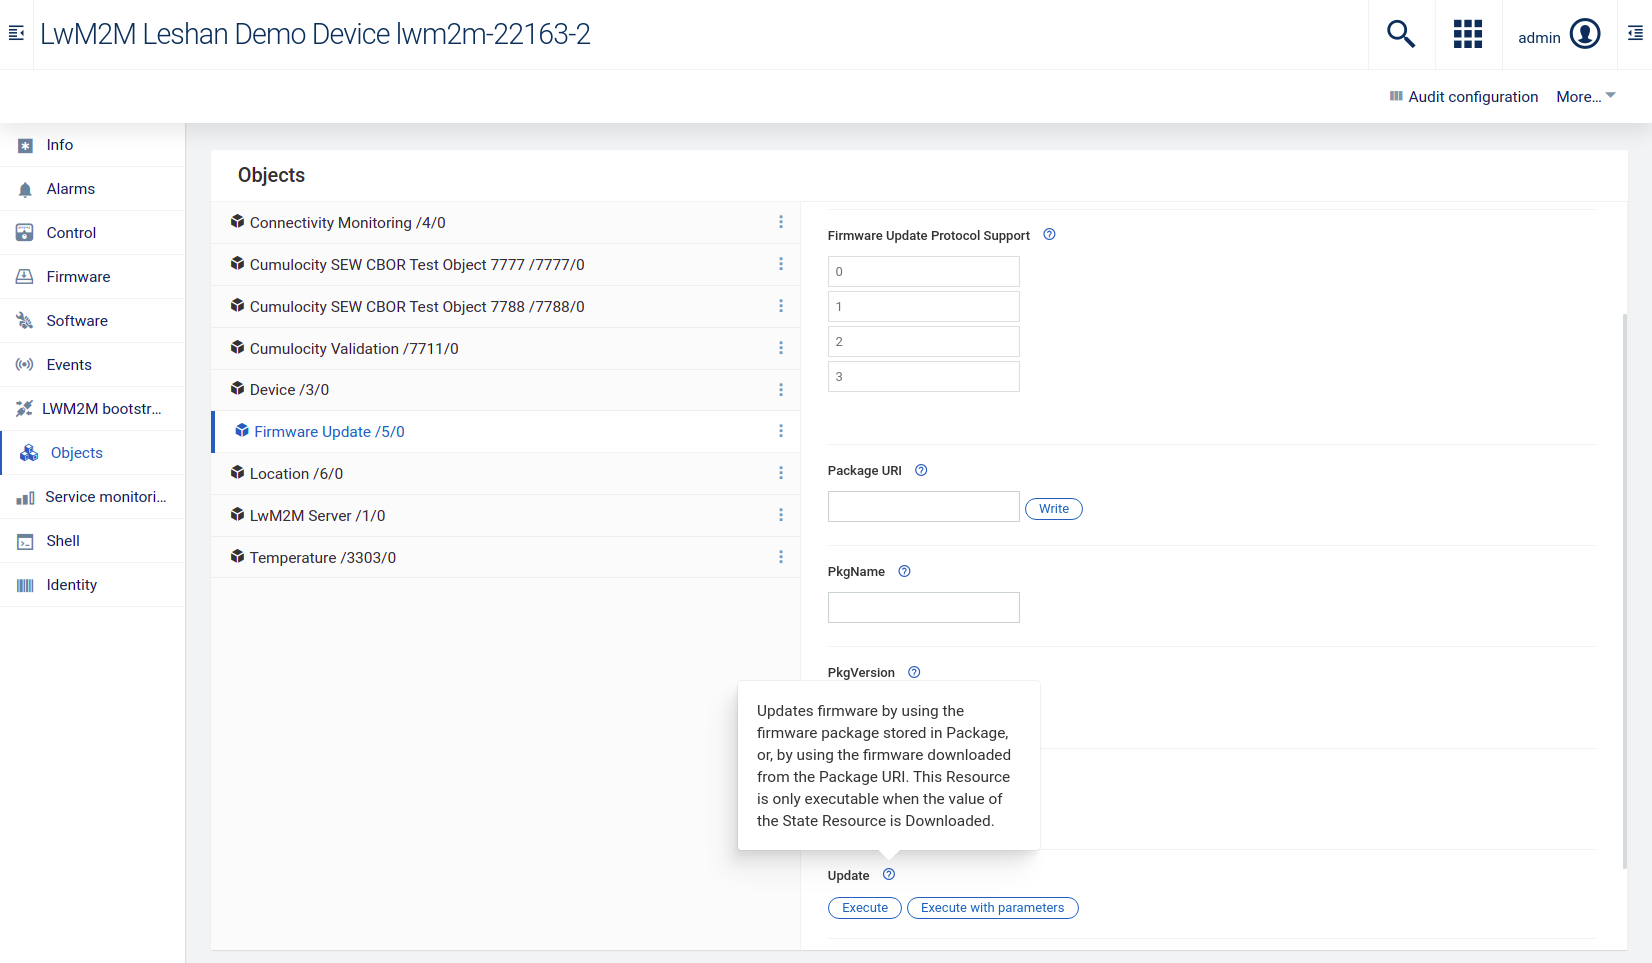 LwM2M Leshan Demo Device lwm2m-22163-2
admin
Audit configuration
More...
Info
Alarms
Control
Firmware
Software
Events
LWM2M bootstr...
Objects
Service monitori...
Shell
Identity
Objects
Connectivity Monitoring /4/0
Cumulocity SEW CBOR Test Object 7777 /7777/0
Cumulocity SEW CBOR Test Object 7788 /7788/0
Cumulocity Validation /7711/0
Device /3/0
Firmware Update /5/0
Location /6/0
LwM2M Server /1/0
Temperature /3303/0
Firmware Update Protocol Support
0
1
2
3
Package URI
Write
PkgName
PkgVersion
Updates firmware by using the
firmware package stored in Package,
or, by using the firmware downloaded
from the Package URI. This Resource
is only executable when the value of
the State Resource is Downloaded.
Update
Execute
Execute with parameters